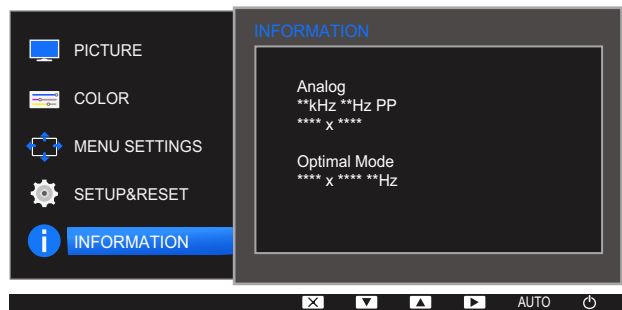 PICTURE
COLOR
MENU SETTINGS
SETUP&RESET
INFORMATION
INFORMATION
Analog
**kHz **Hz PP
**** x ****
Optimal Mode
**** x **** **Hz
AUTO